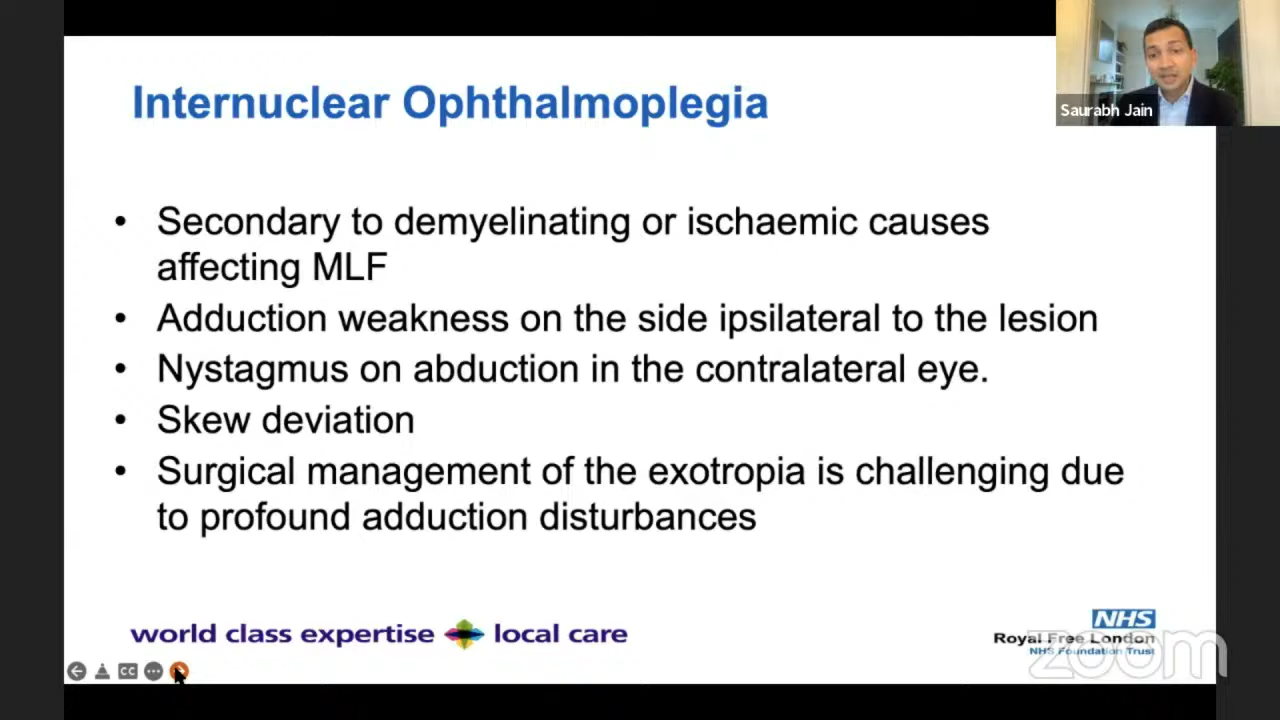 Internuclear Ophthalmoplegia
Saurabh Jain
• Secondary to demyelinating or ischaemic causes
affecting MLF
• Adduction weakness on the side ipsilateral to the lesion
• Nystagmus on abduction in the contralateral eye.
• Skew deviation
• Surgical management of the exotropia is challenging due
to profound adduction disturbances
world class expertise local care
NHS
Royal Free London
NHS Foundation Trust
zoom
CC